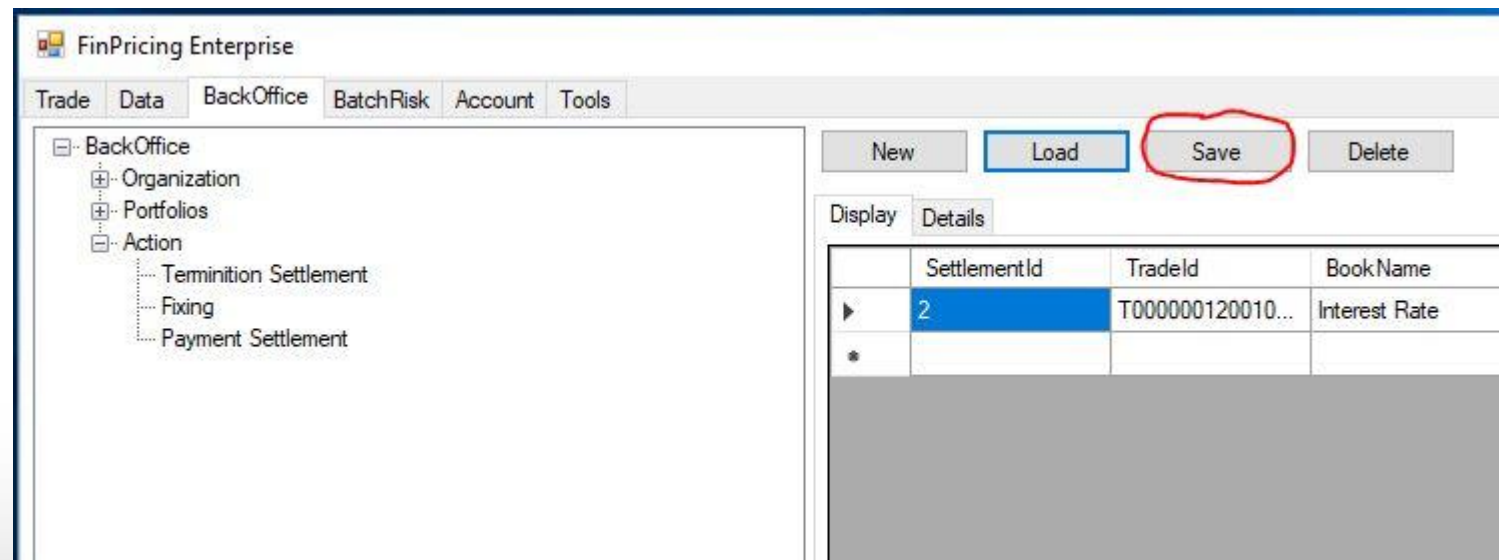 FinPricing Enterprise
Trade Data BackOffice BatchRisk Account Tools
BackOffice
Organization
Portfolios
Action
Terminition Settlement
Fixing
Payment Settlement
New Load Save Delete
Display Details
SettlementId TradeId BookName
2 T000000120010... Interest Rate